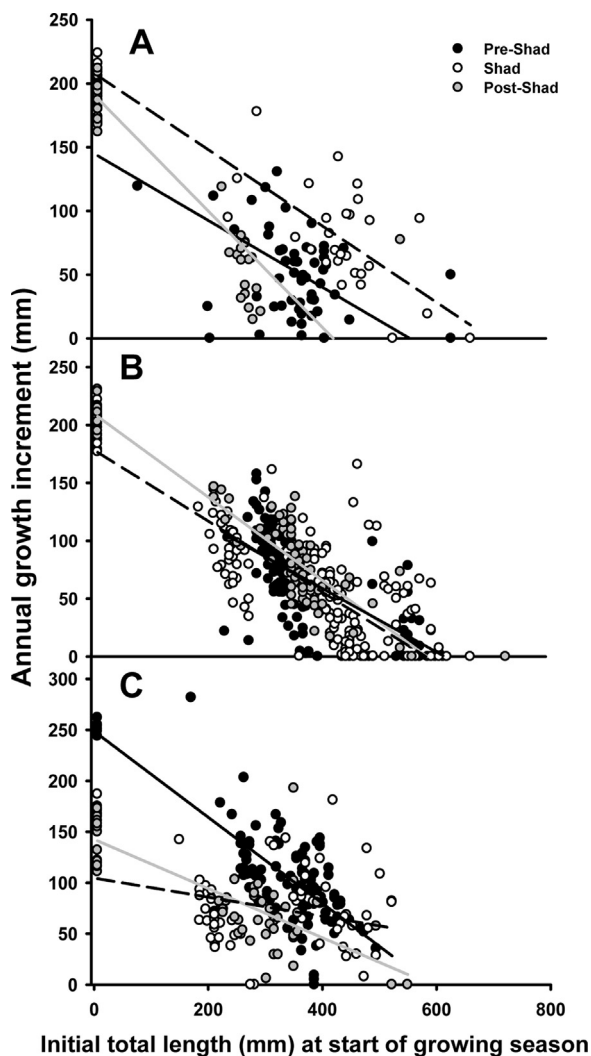 A
Pre-Shad
Shad
Post-Shad
250
200
150
100
50
0
B
250
200
150
100
50
0
C
300
250
200
150
100
50
0
0 200 400 600 800
Annual growth increment (mm)
Initial total length (mm) at start of growing season